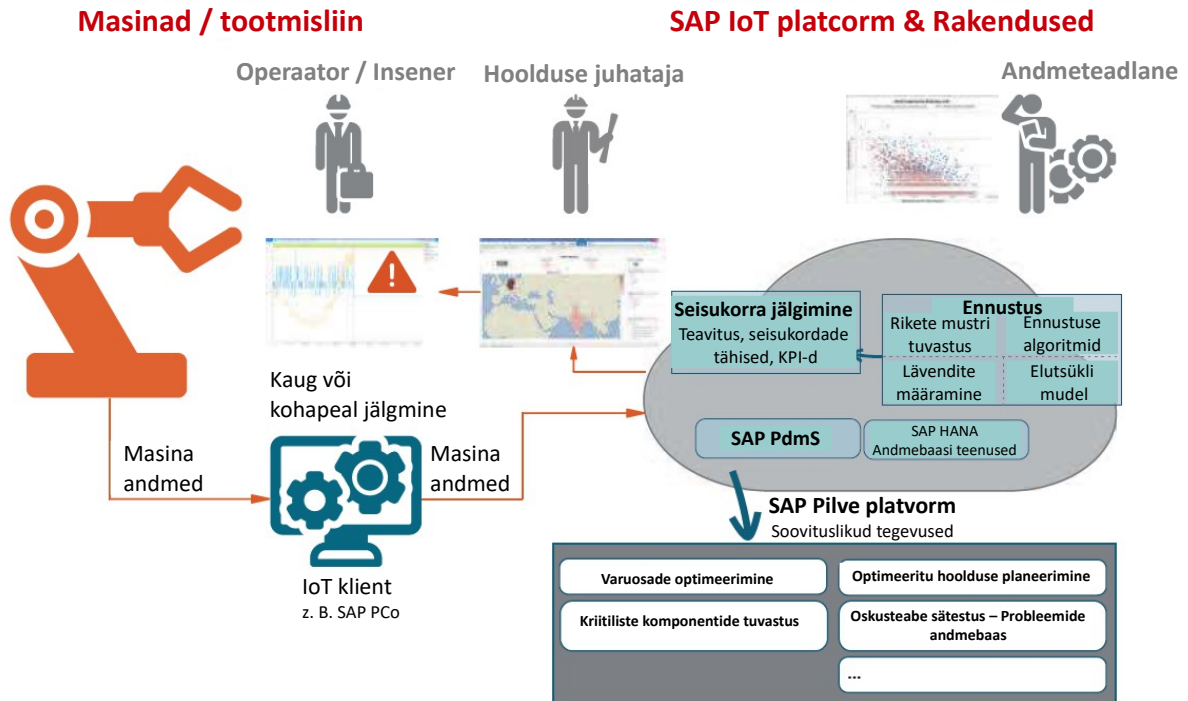 Masinad / tootmisliin
SAP IoT platcorm & Rakendused
Operaator / Insener
Hoolduse juhataja
Andmeteadlane
Seisukorra jälgimine
Teavitus, seisukordade
tähised, KPI-d
Ennustus
Rikete mustri
tuvastus
Ennustuse
algoritmid
Lävendite
määramine
Elutsükli
mudel
Kaug või
kohapeal jälgmine
Masina
andmed
Masina
andmed
SAP PdmS
SAP HANA
Andmebaasi teenused
IoT klient
z. B. SAP PCo
SAP Pilve platvorm
Soovituslikud tegevused
Varuosade optimeerimine
Optimeeritu hoolduse planeerimine
Kriitiliste komponentide tuvastus
Oskusteabe sätestus – Probleemide
andmebaas
...